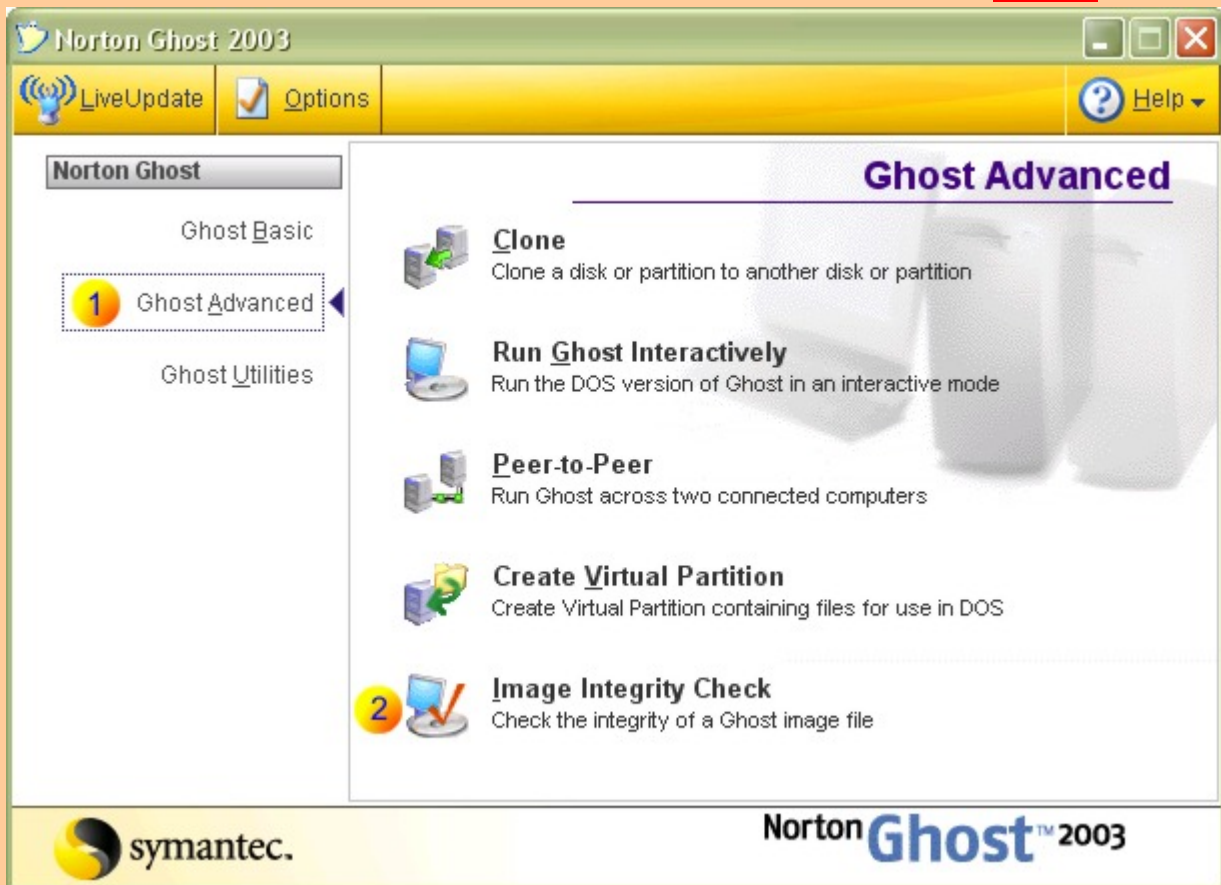 Norton Ghost 2003
LiveUpdate
Options
Help
Norton Ghost
Ghost Basic
1
Ghost Advanced
Ghost Utilities
Ghost Advanced
Clone
Clone a disk or partition to another disk or partition
Run Ghost Interactively
Run the DOS version of Ghost in an interactive mode
Peer-to-Peer
Run Ghost across two connected computers
Create Virtual Partition
Create Virtual Partition containing files for use in DOS
2
Image Integrity Check
Check the integrity of a Ghost image file
symantec.
Norton Ghost™ 2003